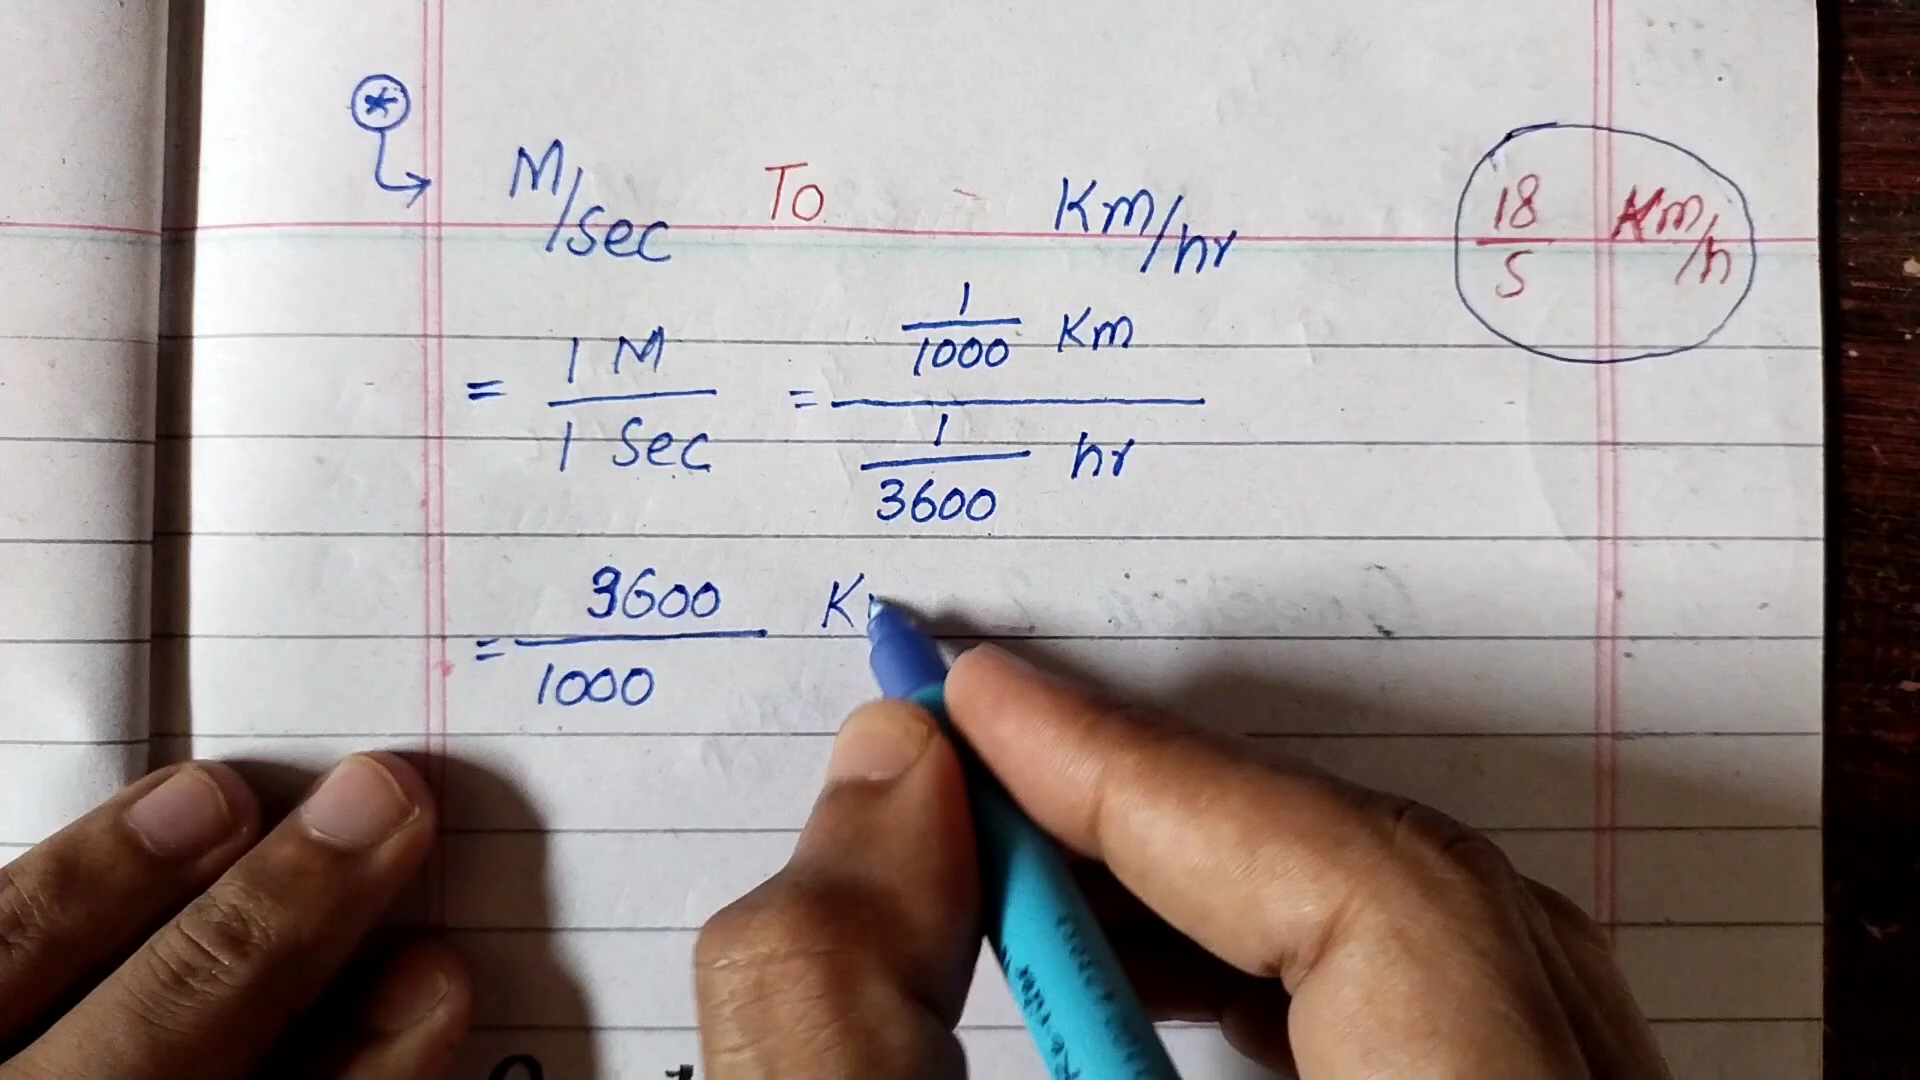 M/sec To Km/hr
18/5 Km/h
= 1 M / 1 Sec = 1/1000 Km / 1/3600 hr
= 3600/1000 K